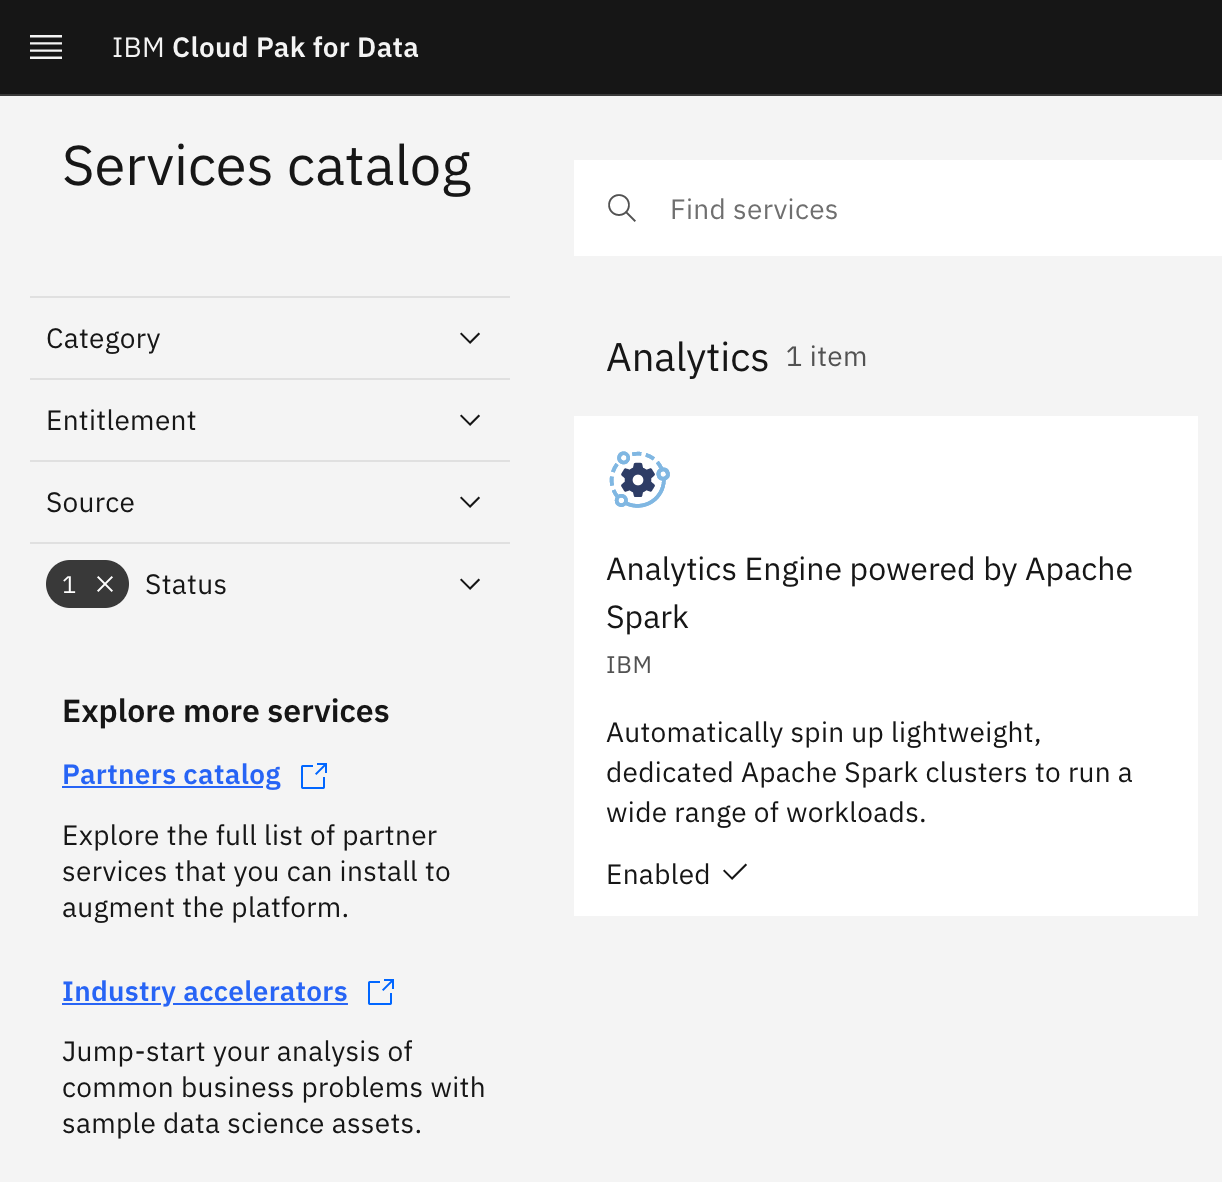 IBM Cloud Pak for Data
Services catalog
Find services
Category
Entitlement
Source
1 Status
Explore more services
Partners catalog
Explore the full list of partner
services that you can install to
augment the platform.
Industry accelerators
Jump-start your analysis of
common business problems with
sample data science assets.
Analytics 1 item
Analytics Engine powered by Apache
Spark
IBM
Automatically spin up lightweight,
dedicated Apache Spark clusters to run a
wide range of workloads.
Enabled